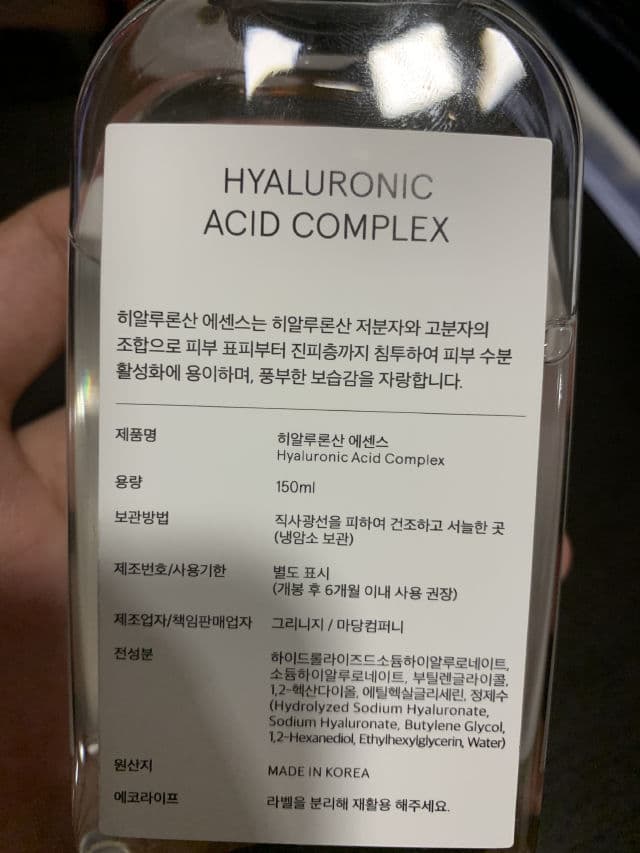 HYALURONIC
ACID COMPLEX
히알루론산 에센스는 히알루론산 저분자와 고분자의
조합으로 피부 표피부터 진피층까지 침투하여 피부 수분
활성화에 용이하며, 풍부한 보습감을 자랑합니다.
제품명 히알루론산 에센스
Hyaluronic Acid Complex
용량 150ml
보관방법 직사광선을 피하여 건조하고 서늘한 곳
(냉암소 보관)
제조번호/사용기한 별도 표시
(개봉 후 6개월 이내 사용 권장)
제조업자/책임판매업자 그리니지 / 마당컴퍼니
전성분 하이드롤라이즈드소듐하이알루로네이트,
소듐하이알루로네이트, 부틸렌글라이콜,
1,2-헥산다이올, 에틸헥실글리세린, 정제수
(Hydrolyzed Sodium Hyaluronate,
Sodium Hyaluronate, Butylene Glycol,
1,2-Hexanediol, Ethylhexylglycerin, Water)
원산지 MADE IN KOREA
에코라이프 라벨을 분리해 재활용 해주세요.